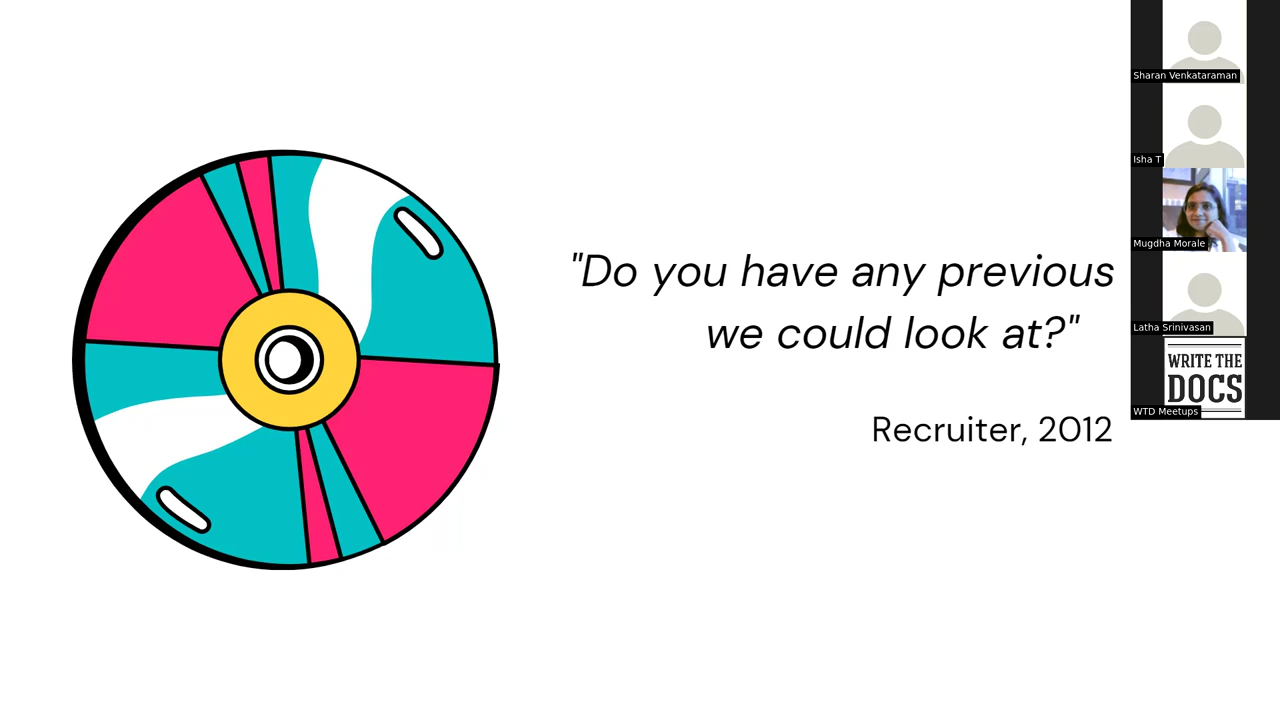 "Do you have any previous
we could look at?"
Recruiter, 2012
Sharan Venkataraman
Isha T
Mugdha Morale
Latha Srinivasan
WRITE THE
DOCS
WTD Meetups